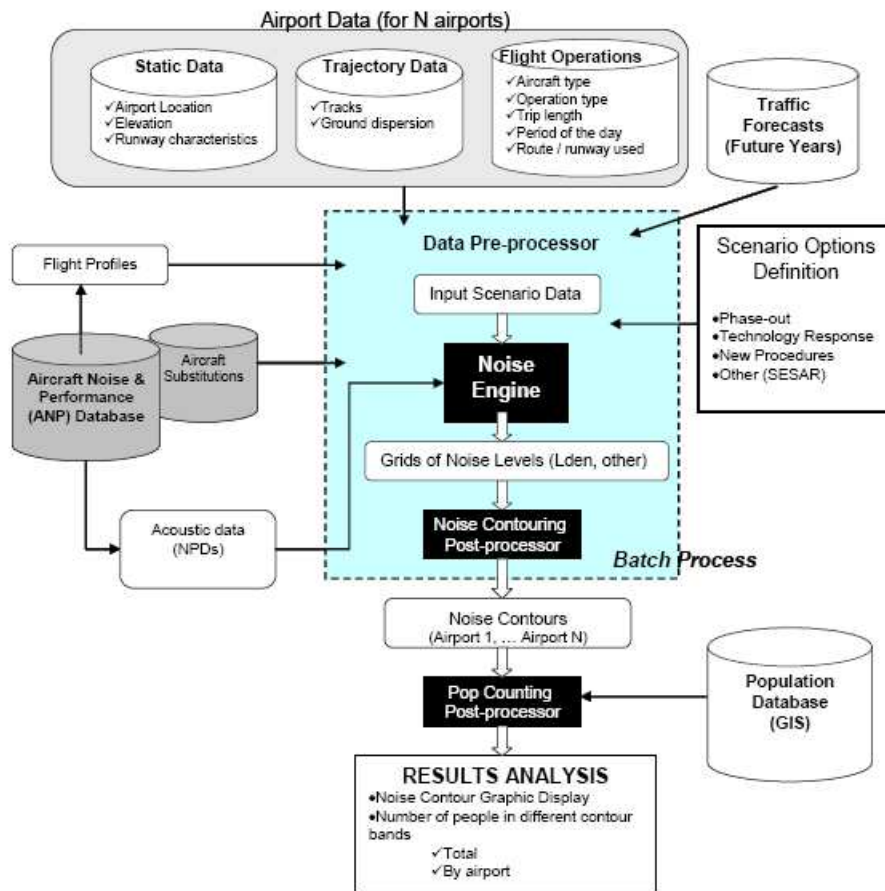 Airport Data (for N airports)
Static Data
✓Airport Location
✓Elevation
✓Runway characteristics
Trajectory Data
✓Tracks
✓Ground dispersion
Flight Operations
✓Aircraft type
✓Operation type
✓Trip length
✓Period of the day
✓Route / runway used
Traffic
Forecasts
(Future Years)
Data Pre-processor
Flight Profiles
Input Scenario Data
Scenario Options
Definition
●Phase-out
●Technology Response
●New Procedures
●Other (SESAR)
Aircraft Noise &
Performance
(ANP) Database
Aircraft
Substitutions
Noise
Engine
Grids of Noise Levels (Lden, other)
Acoustic data
(NPDs)
Noise Contouring
Post-processor
Batch Process
Noise Contours
(Airport 1, ... Airport N)
Pop Counting
Post-processor
Population
Database
(GIS)
RESULTS ANALYSIS
●Noise Contour Graphic Display
●Number of people in different contour
bands
✓Total
✓By airport